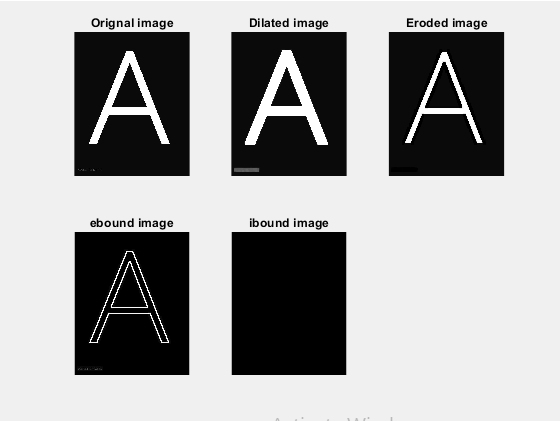 Orignal image
Dilated image
Eroded image
A
A
A
ebound image
ibound image
A